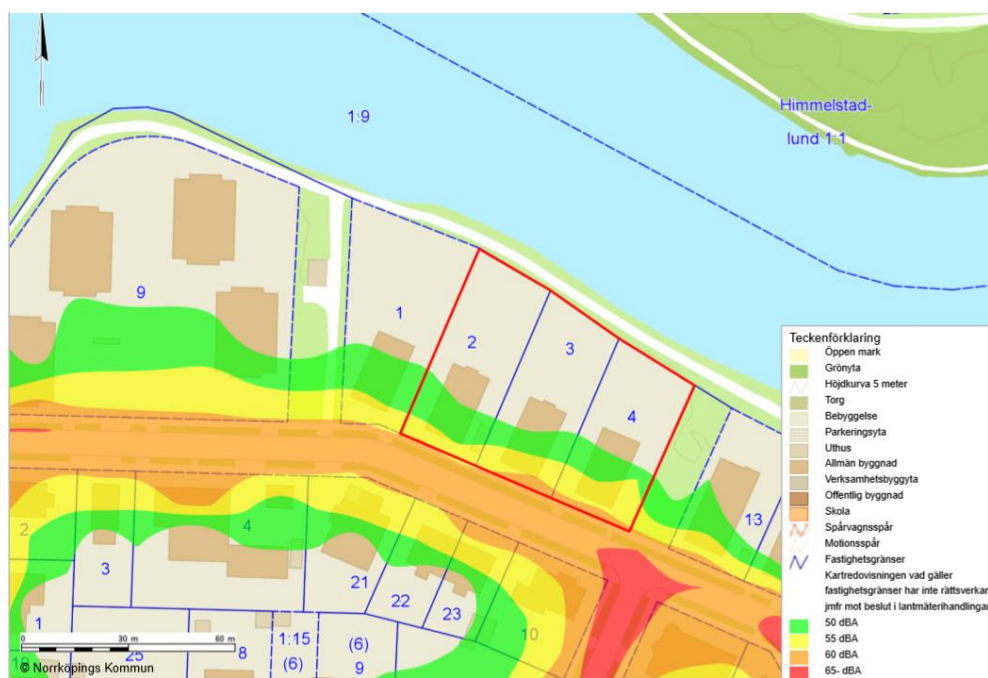 1:9
Himmelstad-
lund 1:1
9
1
2
3
4
13
2
4
3
21
22
23
10
1
25
8
1:15
(6)
(6)
9
0 30 m 60 m
© Norrköpings Kommun
Teckenförklaring
Öppen mark
Grönyta
Höjdkurva 5 meter
Torg
Bebyggelse
Parkeringsyta
Uthus
Allmän byggnad
Verksamhetsbyggyta
Offentlig byggnad
Skola
Spårvagnsspår
Motionsspår
Fastighetsgränser
Kartredovisningen vad gäller
fastighetsgränser har inte rättsverkan
jmfr mot beslut i lantmäterihandlingar
50 dBA
55 dBA
60 dBA
65- dBA